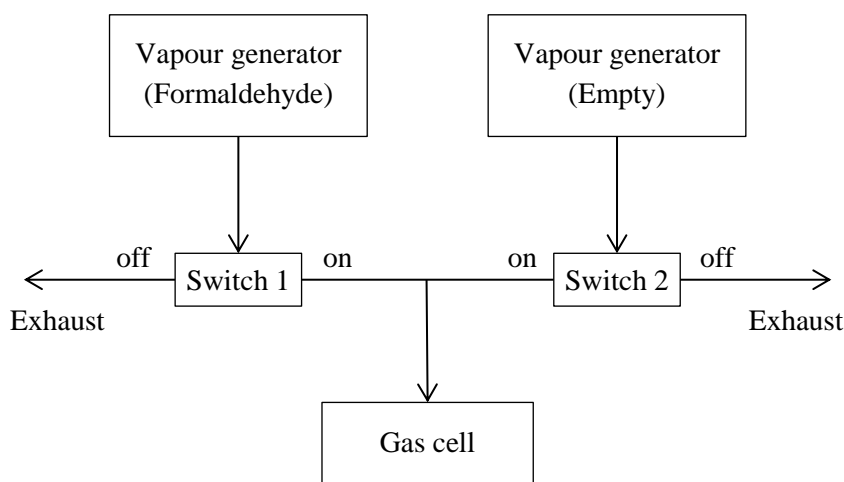 Vapour generator
(Formaldehyde)
Vapour generator
(Empty)
off
Switch 1
on
on
Switch 2
off
Exhaust
Exhaust
Gas cell